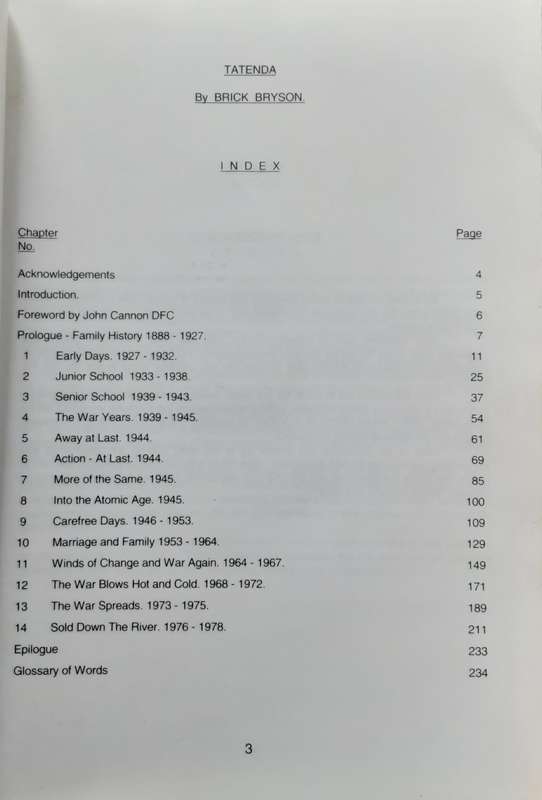 TATENDA
By BRICK BRYSON.
I N D E X
Chapter No. Page
Acknowledgements 4
Introduction. 5
Foreword by John Cannon DFC 6
Prologue - Family History 1888 - 1927. 7
1 Early Days. 1927 - 1932. 11
2 Junior School 1933 - 1938. 25
3 Senior School 1939 - 1943. 37
4 The War Years. 1939 - 1945. 54
5 Away at Last. 1944. 61
6 Action - At Last. 1944. 69
7 More of the Same. 1945. 85
8 Into the Atomic Age. 1945. 100
9 Carefree Days. 1946 - 1953. 109
10 Marriage and Family 1953 - 1964. 129
11 Winds of Change and War Again. 1964 - 1967. 149
12 The War Blows Hot and Cold. 1968 - 1972. 171
13 The War Spreads. 1973 - 1975. 189
14 Sold Down The River. 1976 - 1978. 211
Epilogue 233
Glossary of Words 234
3